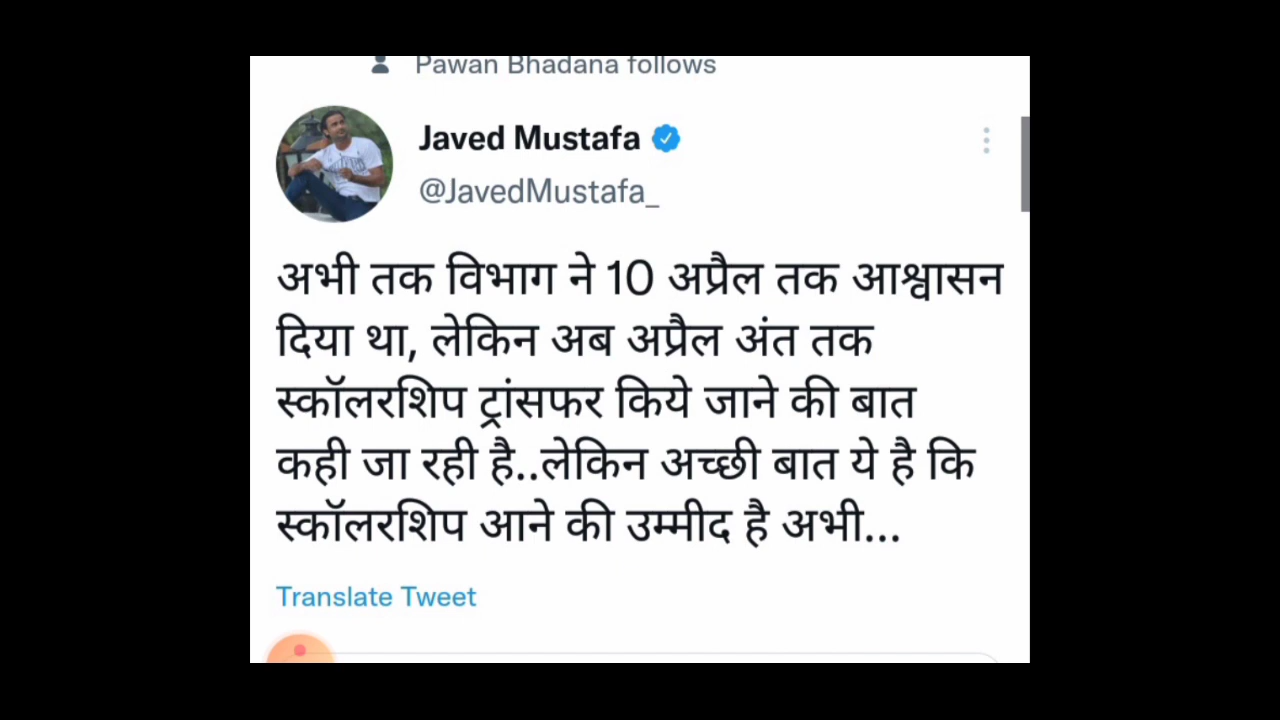 Pawan Bhadana follows
Javed Mustafa
@JavedMustafa_
अभी तक विभाग ने 10 अप्रैल तक आश्वासन
दिया था, लेकिन अब अप्रैल अंत तक
स्कॉलरशिप ट्रांसफर किये जाने की बात
कही जा रही है..लेकिन अच्छी बात ये है कि
स्कॉलरशिप आने की उम्मीद है अभी...
Translate Tweet